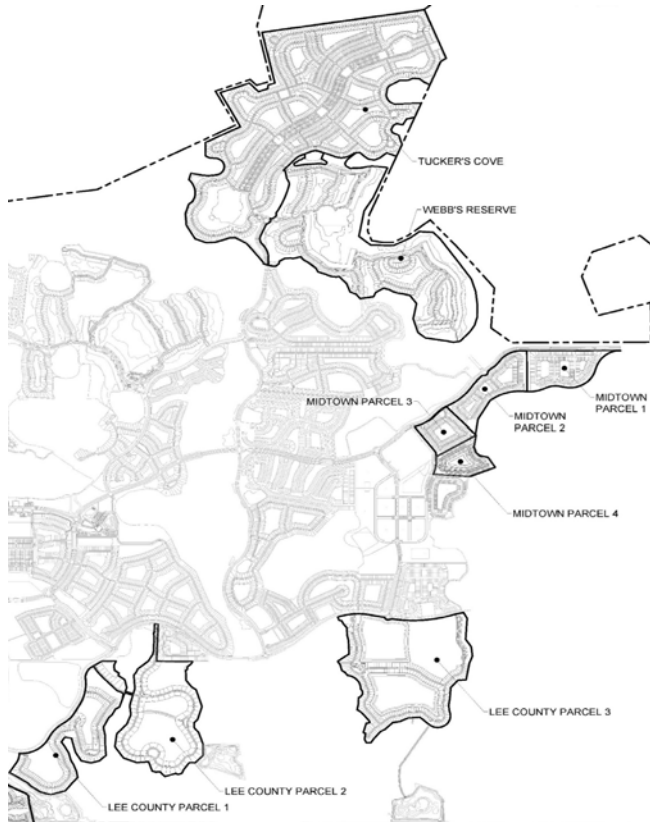 TUCKER'S COVE
WEBB'S RESERVE
MIDTOWN PARCEL 3
MIDTOWN
PARCEL 1
MIDTOWN
PARCEL 2
MIDTOWN PARCEL 4
LEE COUNTY PARCEL 3
LEE COUNTY PARCEL 2
LEE COUNTY PARCEL 1